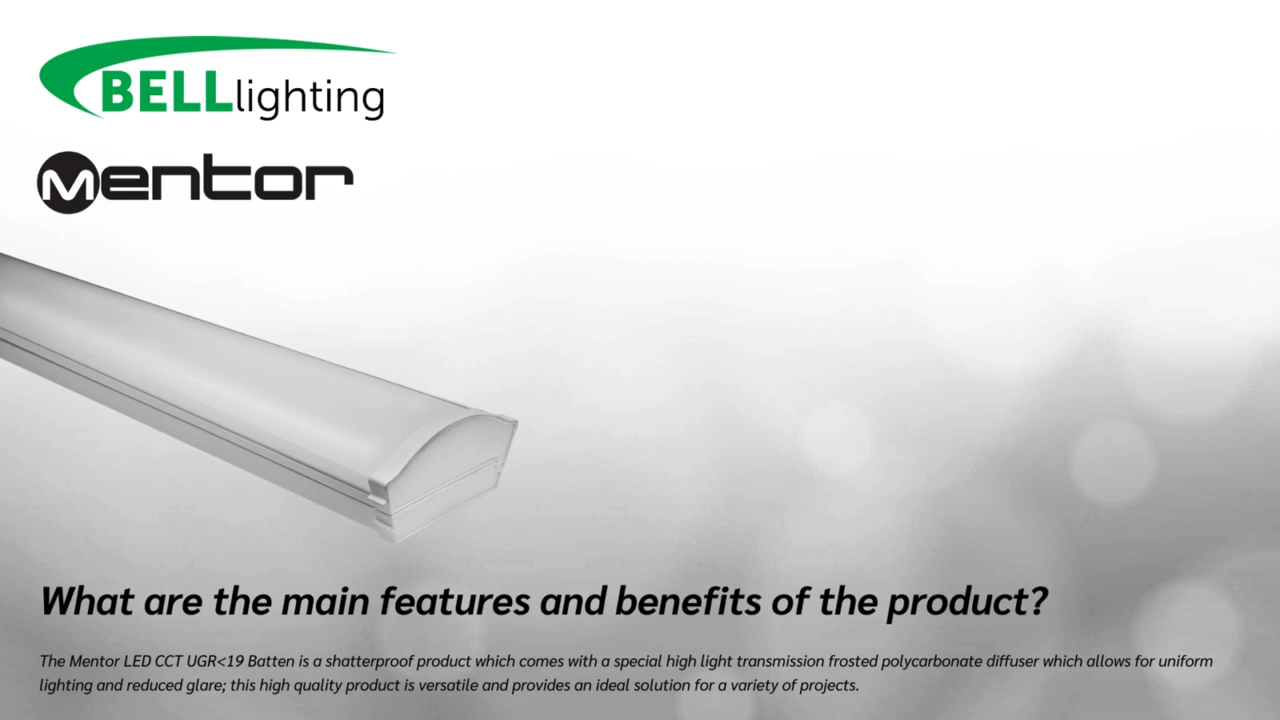 BELLlighting
Mentor
What are the main features and benefits of the product?
The Mentor LED CCT UGR<19 Batten is a shatterproof product which comes with a special high light transmission frosted polycarbonate diffuser which allows for uniform
lighting and reduced glare; this high quality product is versatile and provides an ideal solution for a variety of projects.